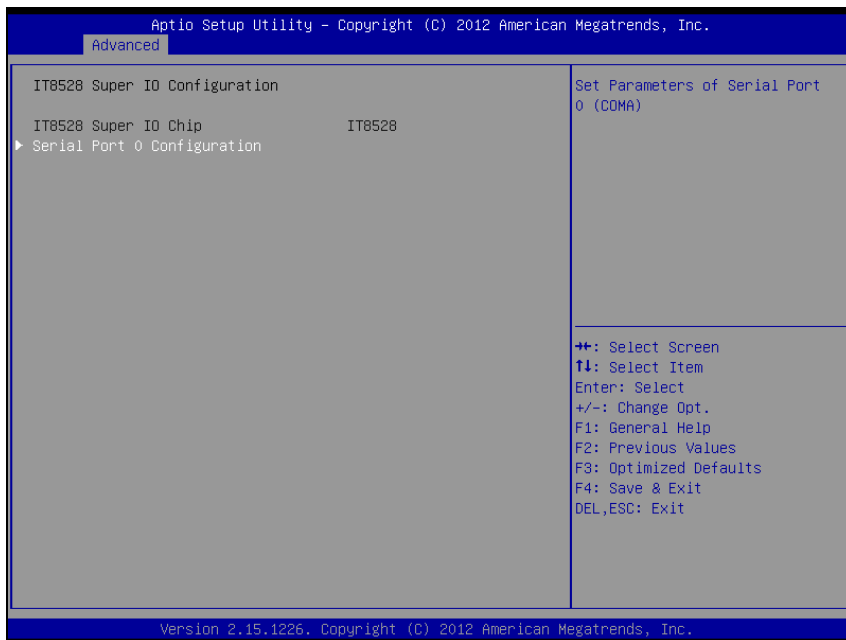 Aptio Setup Utility – Copyright (C) 2012 American Megatrends, Inc.
Advanced
IT8528 Super IO Configuration
IT8528 Super IO Chip IT8528
► Serial Port 0 Configuration
Set Parameters of Serial Port
0 (COMA)
→←: Select Screen
↑↓: Select Item
Enter: Select
+/-: Change Opt.
F1: General Help
F2: Previous Values
F3: Optimized Defaults
F4: Save & Exit
DEL,ESC: Exit
Version 2.15.1226. Copyright (C) 2012 American Megatrends, Inc.